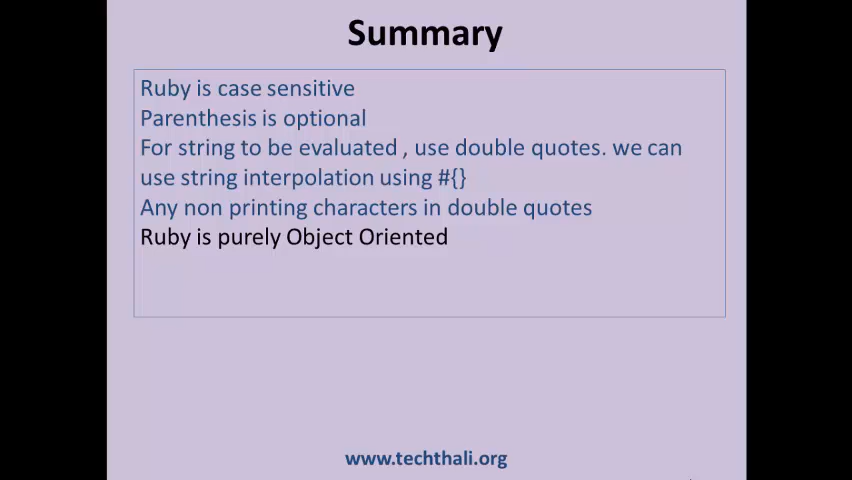 Summary
Ruby is case sensitive
Parenthesis is optional
For string to be evaluated , use double quotes. we can
use string interpolation using #{}
Any non printing characters in double quotes
Ruby is purely Object Oriented
www.techthali.org